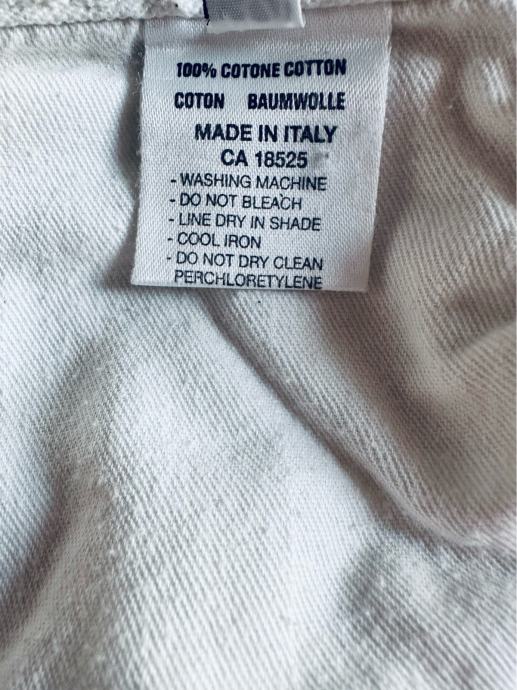 100% COTONE COTTON
COTON BAUMWOLLE
MADE IN ITALY
CA 18525
- WASHING MACHINE
- DO NOT BLEACH
- LINE DRY IN SHADE
- COOL IRON
- DO NOT DRY CLEAN
PERCHLORETYLENE